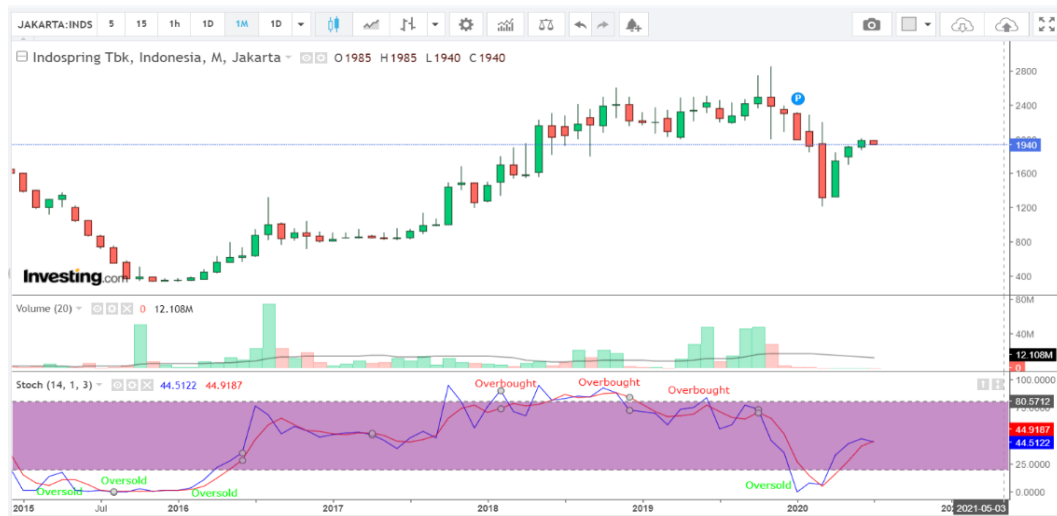 JAKARTA:INDS 5 15 1h 1D 1M 1D
Indospring Tbk, Indonesia, M, Jakarta O1985 H1985 L1940 C1940
2800
P
2400
2000
1940
1600
1200
800
400
Investing.com
Volume (20) 0 12.108M
80M
40M
12.108M
0
Stoch (14, 1, 3) 44.5122 44.9187
Overbought Overbought Overbought
100.0000
80.5712
75.0000
44.9187
44.5122
25.0000
0.0000
Oversold Oversold Oversold Oversold
2015 Jul 2016 2017 2018 2019 2020 2021-05-03